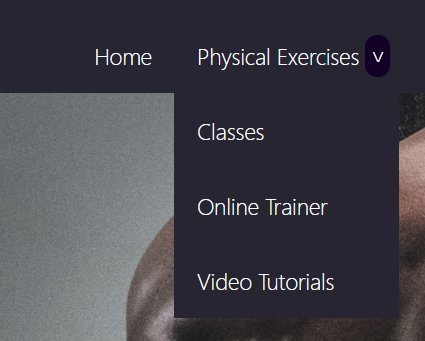 Home
Physical Exercises v
Classes
Online Trainer
Video Tutorials